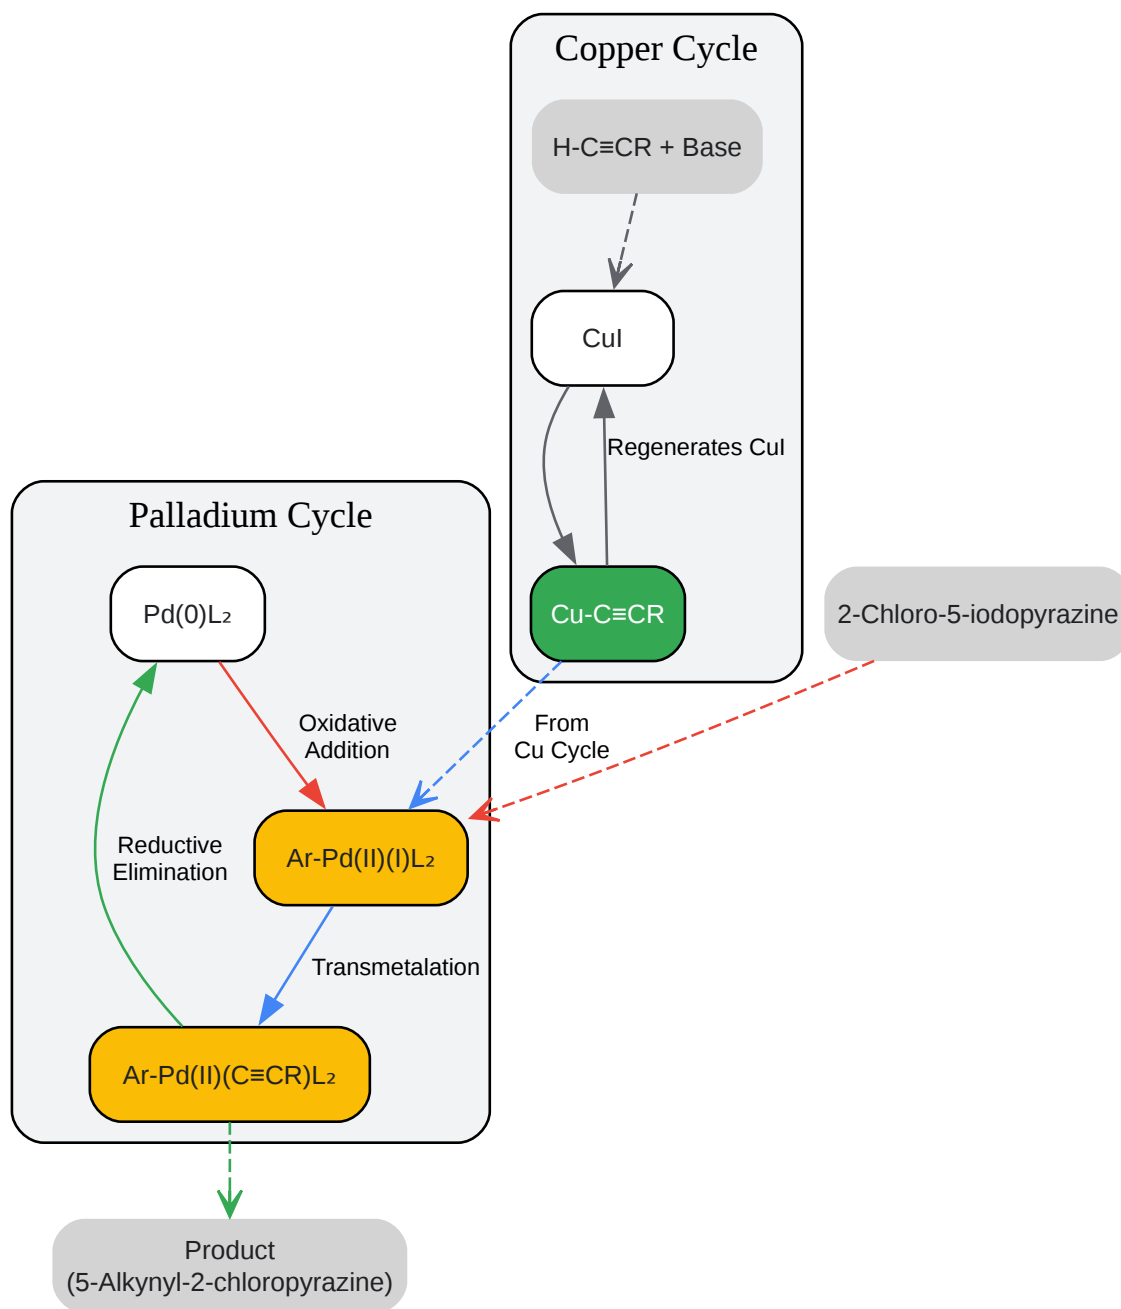 Copper Cycle
H-C≡CR + Base
CuI
Regenerates CuI
Palladium Cycle
Pd(0)L₂
Cu-C≡CR
2-Chloro-5-iodopyrazine
Oxidative
Addition
From
Cu Cycle
Reductive
Elimination
Ar-Pd(II)(I)L₂
Transmetalation
Ar-Pd(II)(C≡CR)L₂
Product
(5-Alkynyl-2-chloropyrazine)